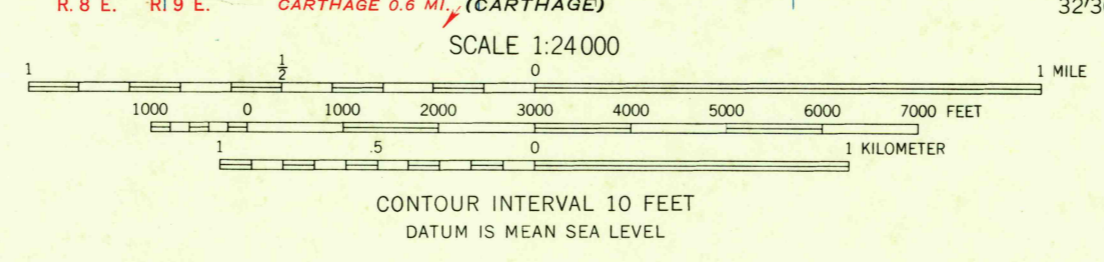 R. 8 E. R 9 E. CARTHAGE 0.6 MI. (CARTHAGE)
SCALE 1:24 000
1 1/2 0 1 MILE
1000 0 1000 2000 3000 4000 5000 6000 7000 FEET
1 .5 0 1 KILOMETER
CONTOUR INTERVAL 10 FEET
DATUM IS MEAN SEA LEVEL